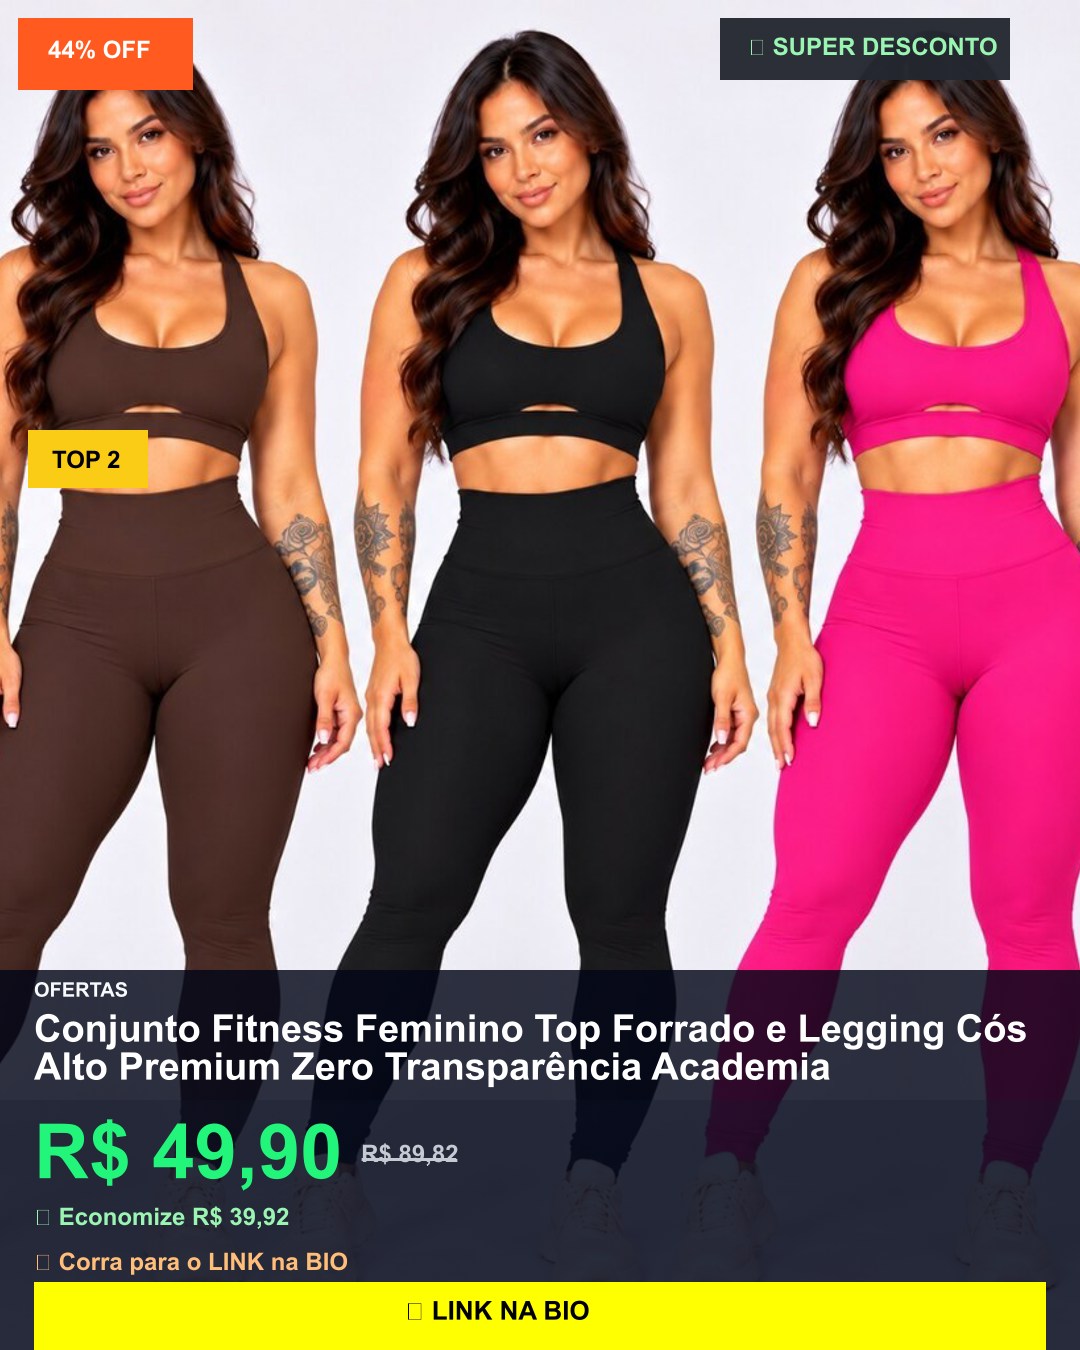 44% OFF
SUPER DESCONTO
TOP 2
OFERTAS
Conjunto Fitness Feminino Top Forrado e Legging Cós
Alto Premium Zero Transparência Academia
R$ 49,90 R$ 89,82
Economize R$ 39,92
Corra para o LINK na BIO
LINK NA BIO